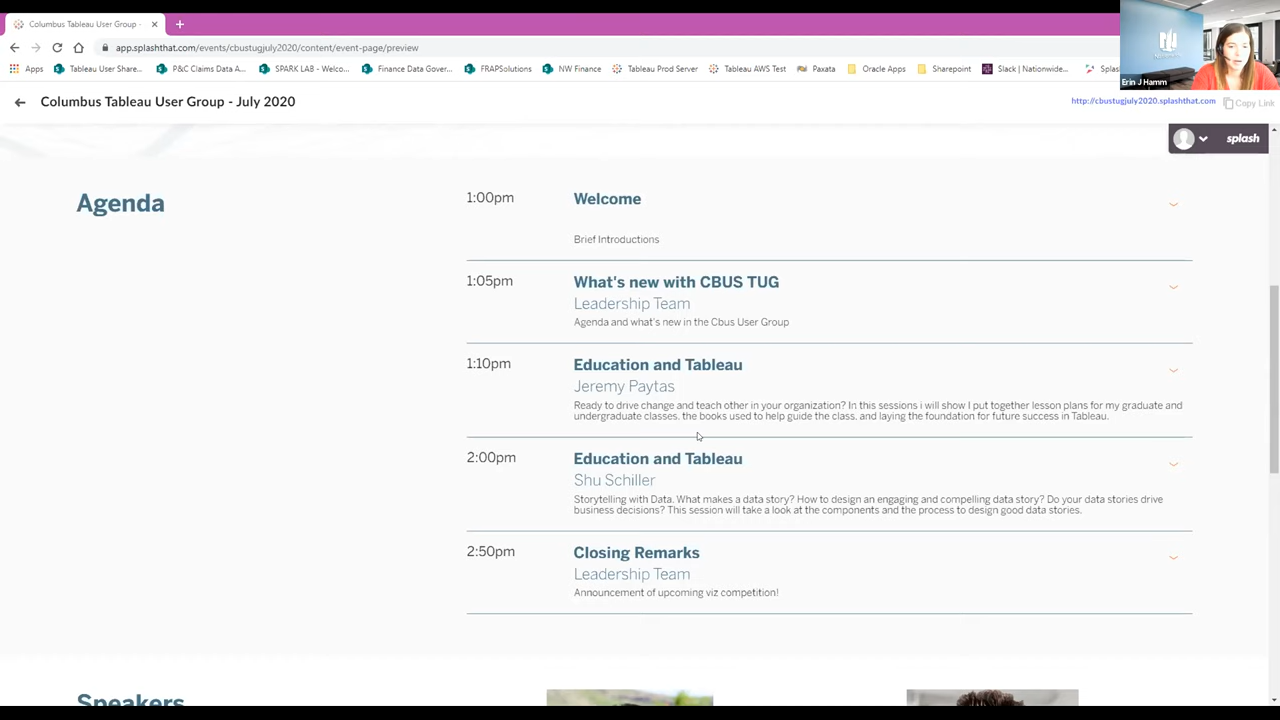 Columbus Tableau User Group -
app.splashthat.com/events/cbustugjuly2020/content/event-page/preview
Apps
Tableau User Share...
P&C Claims Data A...
SPARK LAB - Welco...
Finance Data Gover...
FRAPSolutions
NW Finance
Tableau Prod Server
Tableau AWS Test
Paxata
Oracle Apps
Sharepoint
Slack | Nationwide...
Splas
Erin J Hamm
Columbus Tableau User Group - July 2020
http://cbustugjuly2020.splashthat.com
Copy Link
splash
Agenda
1:00pm
Welcome
Brief Introductions
1:05pm
What's new with CBUS TUG
Leadership Team
Agenda and what's new in the Cbus User Group
1:10pm
Education and Tableau
Jeremy Paytas
Ready to drive change and teach other in your organization? In this sessions i will show I put together lesson plans for my graduate and
undergraduate classes, the books used to help guide the class, and laying the foundation for future success in Tableau.
2:00pm
Education and Tableau
Shu Schiller
Storytelling with Data. What makes a data story? How to design an engaging and compelling data story? Do your data stories drive
business decisions? This session will take a look at the components and the process to design good data stories.
2:50pm
Closing Remarks
Leadership Team
Announcement of upcoming viz competition!
Speakers